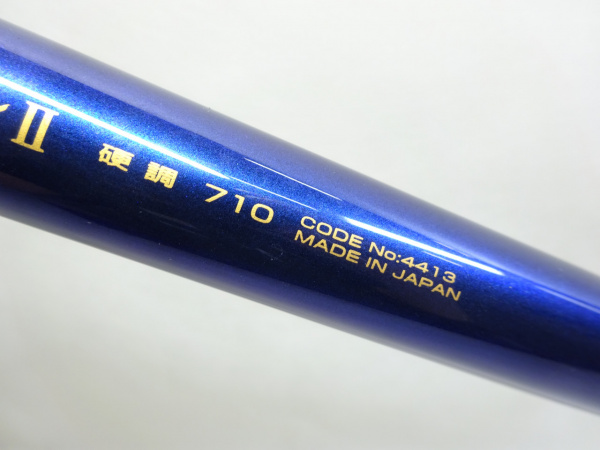 II 硬調 710
CODE No:4413
MADE IN JAPAN